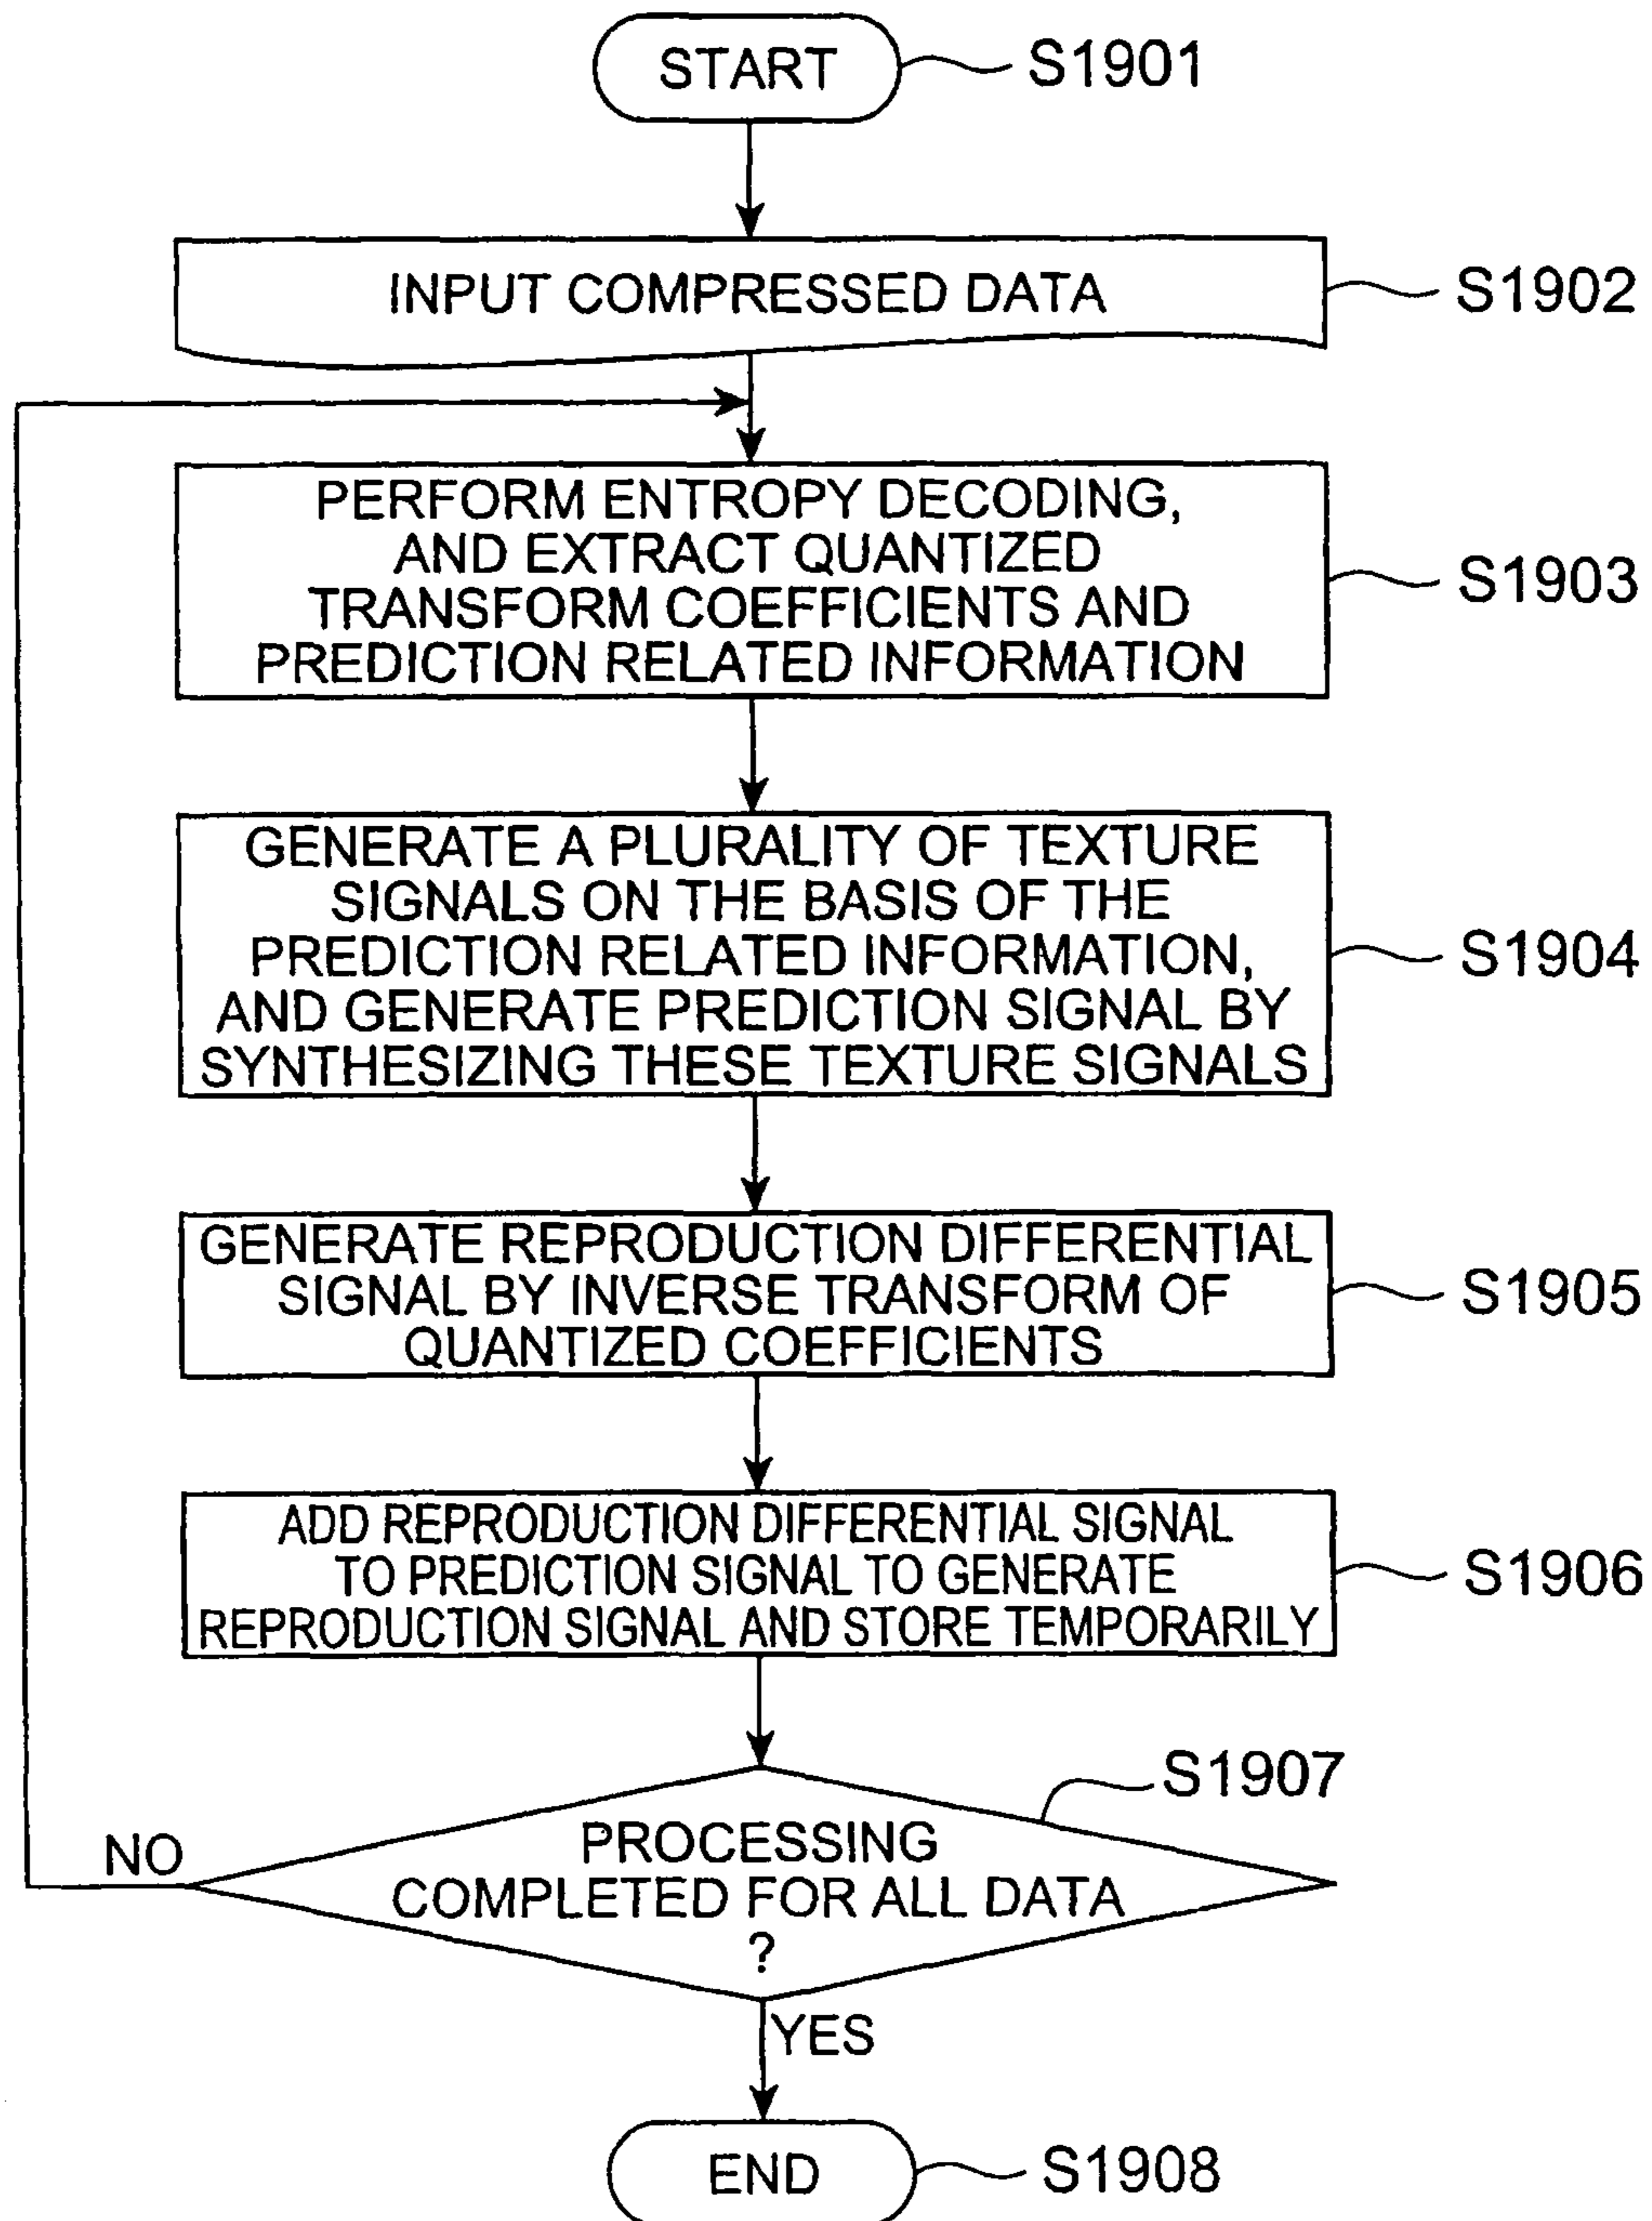 START
S1901
INPUT COMPRESSED DATA
S1902
PERFORM ENTROPY DECODING,
AND EXTRACT QUANTIZED
TRANSFORM COEFFICIENTS AND
PREDICTION RELATED INFORMATION
S1903
GENERATE A PLURALITY OF TEXTURE
SIGNALS ON THE BASIS OF THE
PREDICTION RELATED INFORMATION,
AND GENERATE PREDICTION SIGNAL BY
SYNTHESIZING THESE TEXTURE SIGNALS
S1904
GENERATE REPRODUCTION DIFFERENTIAL
SIGNAL BY INVERSE TRANSFORM OF
QUANTIZED COEFFICIENTS
S1905
ADD REPRODUCTION DIFFERENTIAL SIGNAL
TO PREDICTION SIGNAL TO GENERATE
REPRODUCTION SIGNAL AND STORE TEMPORARILY
S1906
S1907
PROCESSING
COMPLETED FOR ALL DATA
?
NO
YES
END
S1908